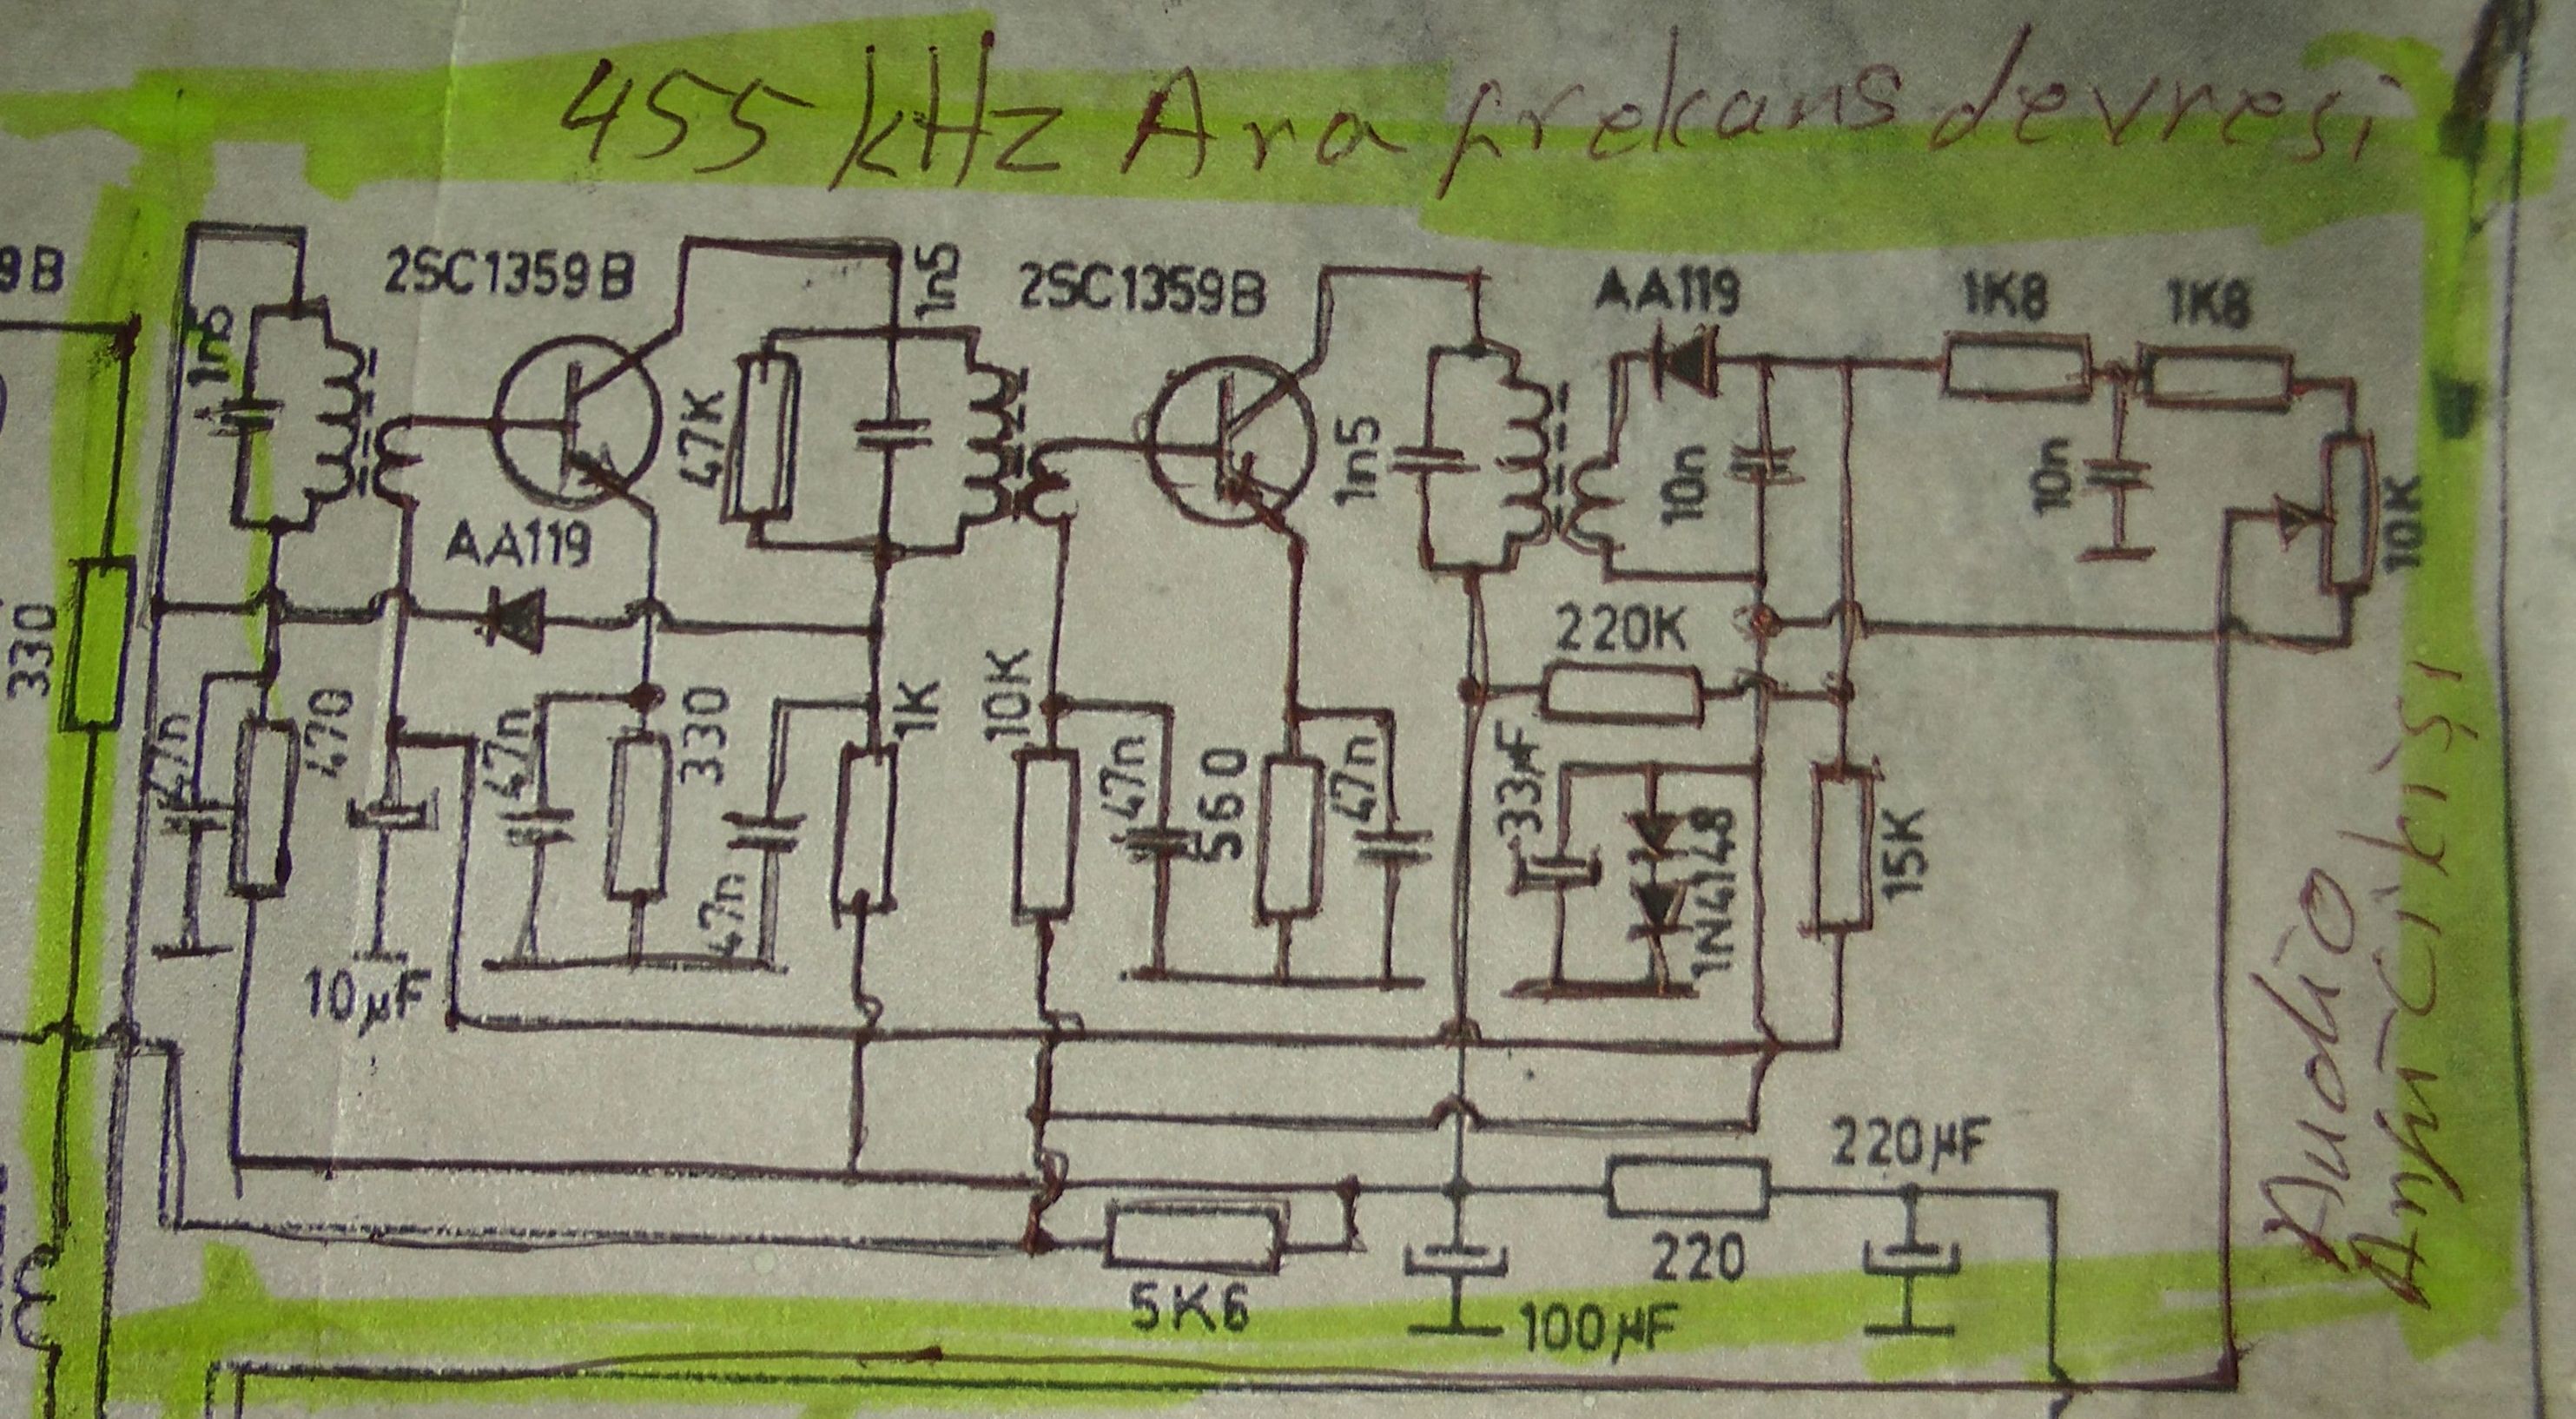 455 kHz Ara frekans devresi
9B
2SC1359B
1n5
2SC1359B
AA119
1K8
1K8
1n5
47K
1n5
10n
10n
10K
AA119
330
220K
47n
470
47n
330
1K
10K
47n
560
47n
33µF
1N4148
15K
47n
10µF
Audio
Anfi Çıkışı
220µF
220
5K6
100µF